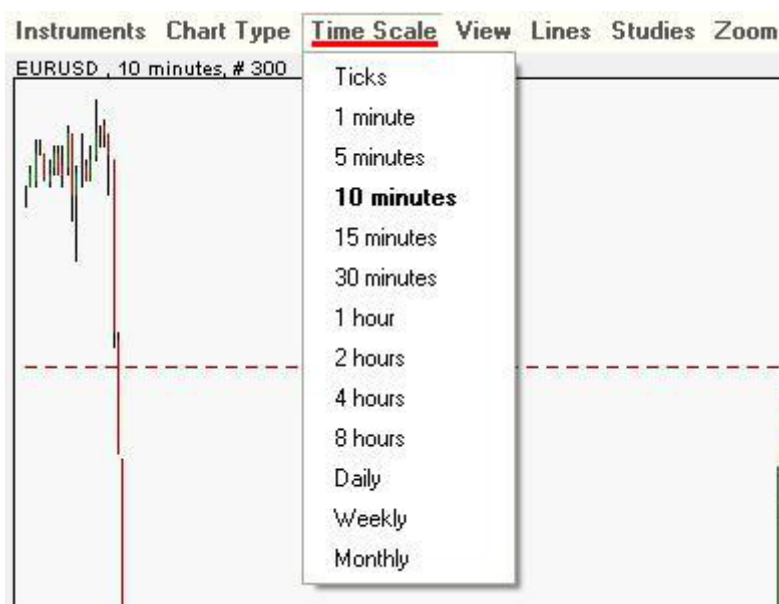 Instruments Chart Type Time Scale View Lines Studies Zoom
EURUSD , 10 minutes, # 300
Ticks
1 minute
5 minutes
10 minutes
15 minutes
30 minutes
1 hour
2 hours
4 hours
8 hours
Daily
Weekly
Monthly